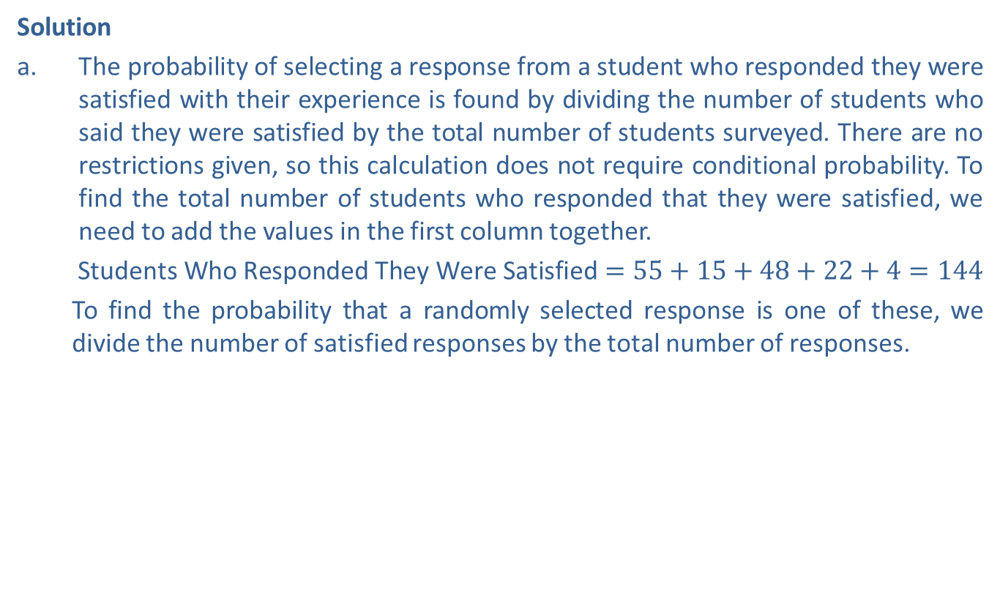 Solution
a. The probability of selecting a response from a student who responded they were
satisfied with their experience is found by dividing the number of students who
said they were satisfied by the total number of students surveyed. There are no
restrictions given, so this calculation does not require conditional probability. To
find the total number of students who responded that they were satisfied, we
need to add the values in the first column together.
Students Who Responded They Were Satisfied = 55 + 15 + 48 + 22 + 4 = 144
To find the probability that a randomly selected response is one of these, we
divide the number of satisfied responses by the total number of responses.